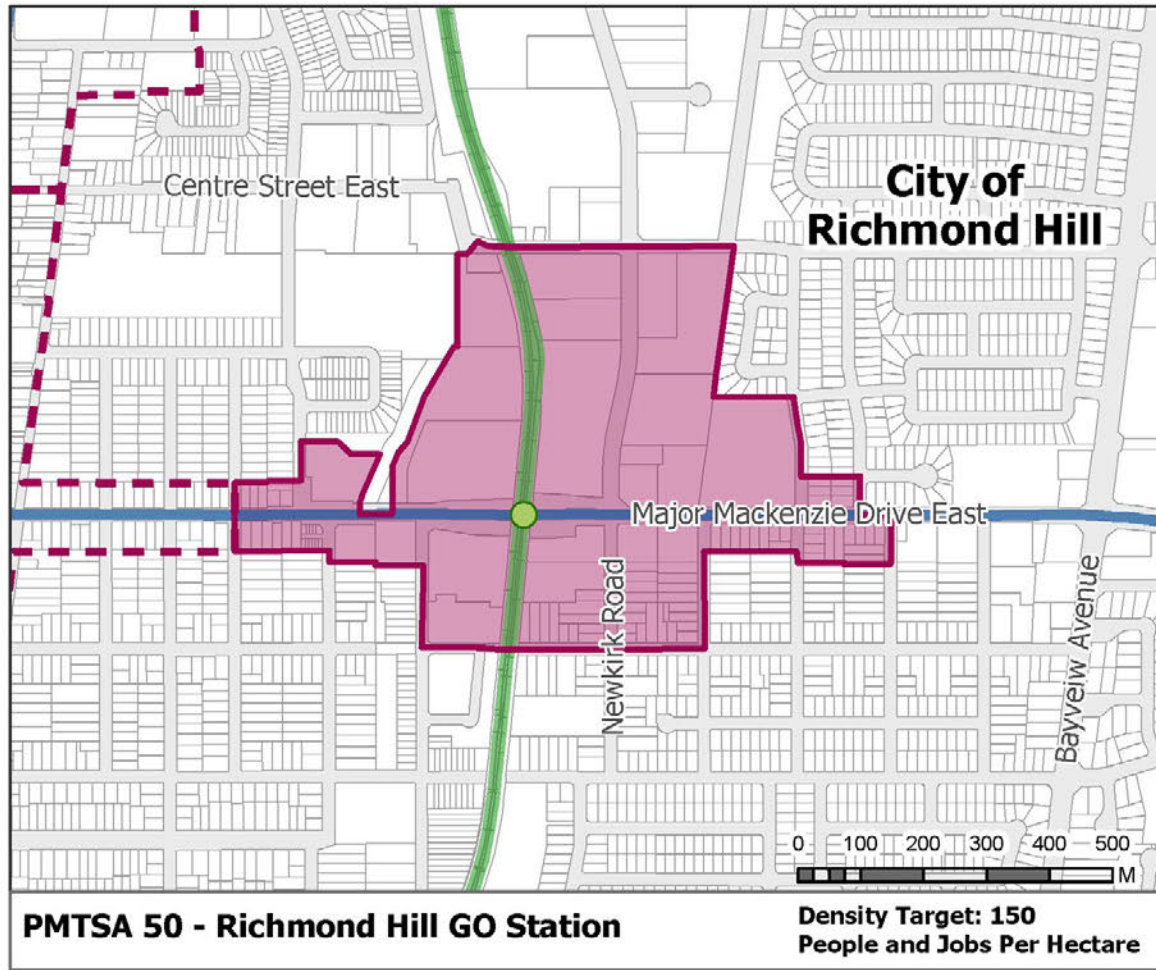 City of
Richmond Hill
Centre Street East
Major Mackenzie Drive East
Newkirk Road
Bayveiw Avenue
0 100 200 300 400 500
M
PMTSA 50 - Richmond Hill GO Station
Density Target: 150
People and Jobs Per Hectare